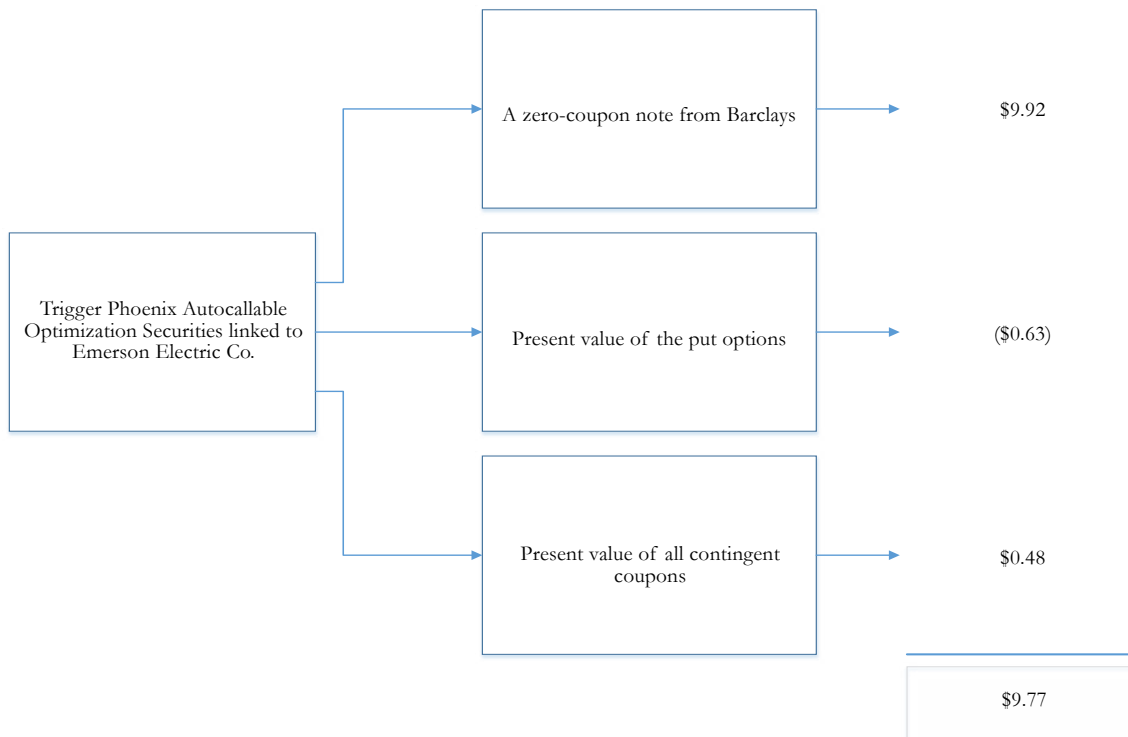 A zero-coupon note from Barclays
$9.92
Trigger Phoenix Autocallable
Optimization Securities linked to
Emerson Electric Co.
Present value of the put options
($0.63)
Present value of all contingent
coupons
$0.48
$9.77